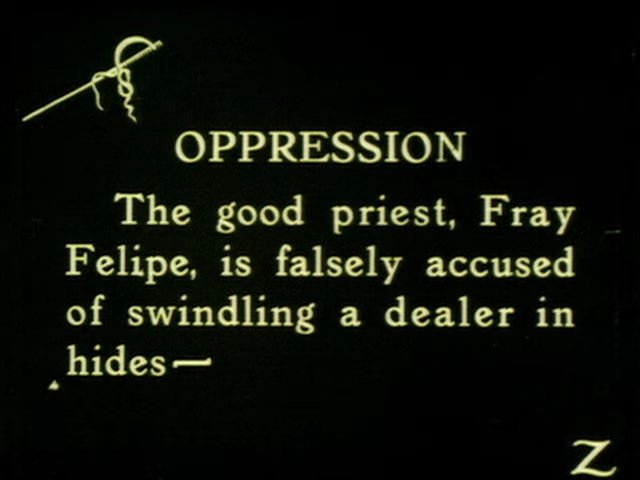 OPPRESSION
The good priest, Fray
Felipe, is falsely accused
of swindling a dealer in
hides—
Z